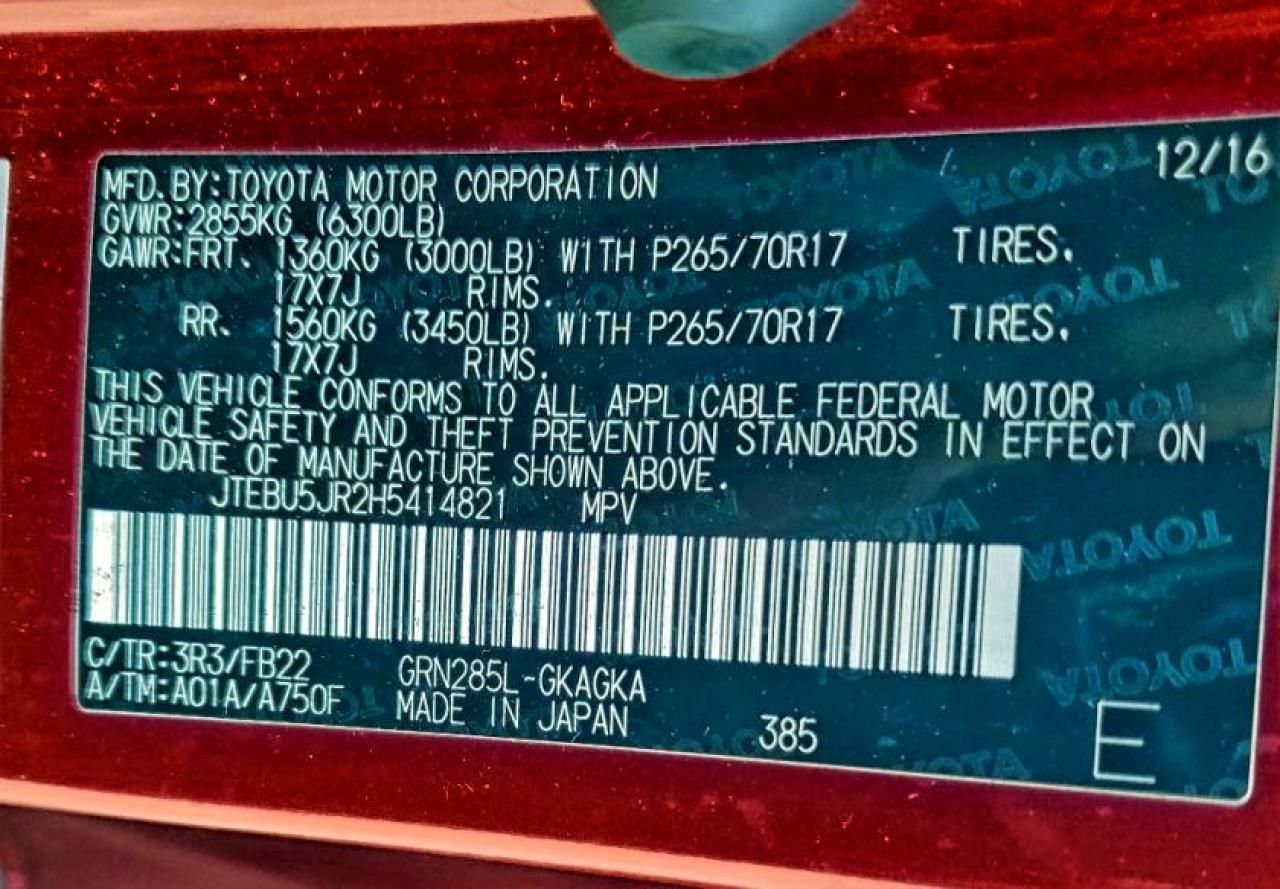 12/16
MFD.BY:TOYOTA MOTOR CORPORATION
GVWR:2855KG (6300LB)
GAWR:FRT. 1360KG (3000LB) WITH P265/70R17 TIRES.
17X7J RIMS.
RR. 1560KG (3450LB) WITH P265/70R17 TIRES.
17X7J RIMS.
THIS VEHICLE CONFORMS TO ALL APPLICABLE FEDERAL MOTOR
VEHICLE SAFETY AND THEFT PREVENTION STANDARDS IN EFFECT ON
THE DATE OF MANUFACTURE SHOWN ABOVE.
JTEBU5JR2H5414821 MPV
C/TR:3R3/FB22 GRN285L-GKAGKA
A/TM:A01A/A750F MADE IN JAPAN 385
E